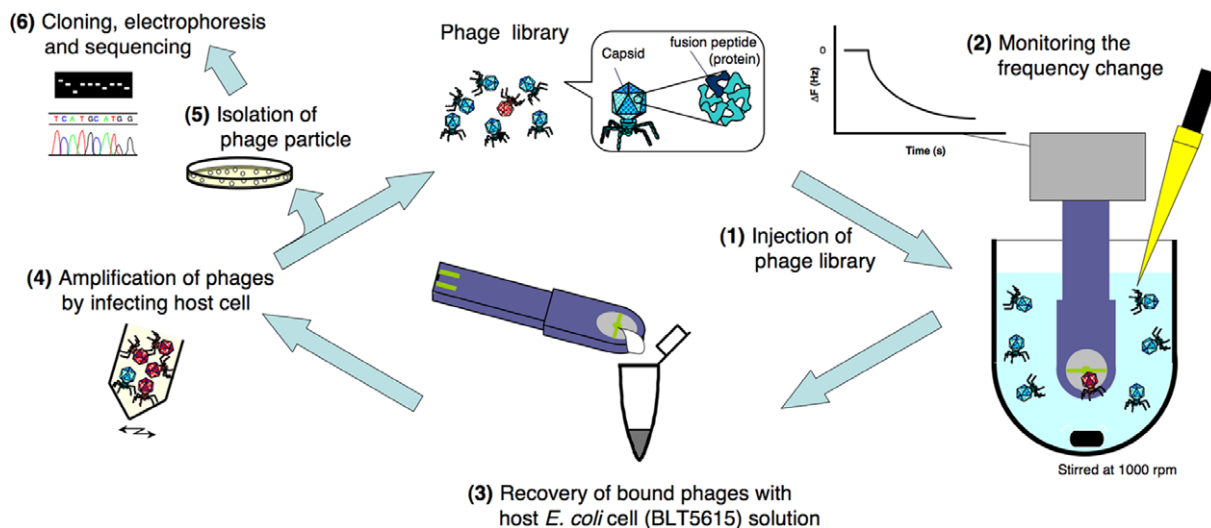 (6) Cloning, electrophoresis
and sequencing
T C A T G C A T G G
(5) Isolation of
phage particle
Phage library
Capsid
fusion peptide
(protein)
0
ΔF (Hz)
Time (s)
(2) Monitoring the
frequency change
(1) Injection of
phage library
(4) Amplification of phages
by infecting host cell
(3) Recovery of bound phages with
host E. coli cell (BLT5615) solution
Stirred at 1000 rpm